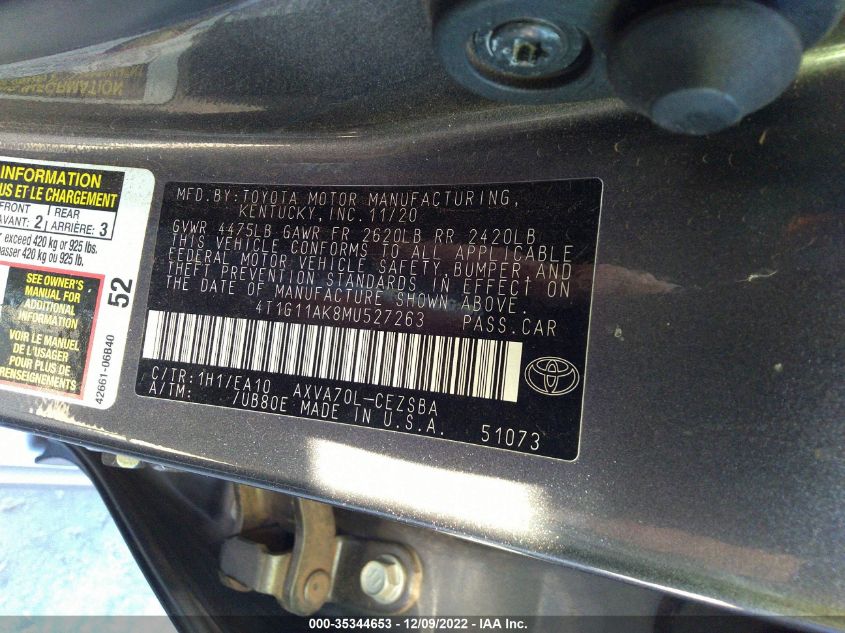 INFORMATION
US ET LE CHARGEMENT
FRONT
AVANT: 2
REAR
ARRIÈRE: 3
exceed 420 kg or 925 lbs.
passer 420 kg ou 925 lb.
SEE OWNER'S
MANUAL FOR
ADDITIONAL
INFORMATION
VOIR LE MANUEL
DE L'USAGER
POUR PLUS DE
RENSEIGNEMENTS
52
42661-06B40
MFD.BY:TOYOTA MOTOR MANUFACTURING,
KENTUCKY, INC. 11/20
GVWR 4475LB GAWR FR 2620LB RR 2420LB
THIS VEHICLE CONFORMS TO ALL APPLICABLE
FEDERAL MOTOR VEHICLE SAFETY, BUMPER, AND
THEFT PREVENTION STANDARDS IN EFFECT ON
THE DATE OF MANUFACTURE SHOWN ABOVE.
4T1G11AK8MU527263 PASS.CAR
C/TR:1H1/EA10 AXVA70L-CEZSBA
A/TM: 7UB80E MADE IN U.S.A.
51073
000-35344653 - 12/09/2022 - IAA Inc.